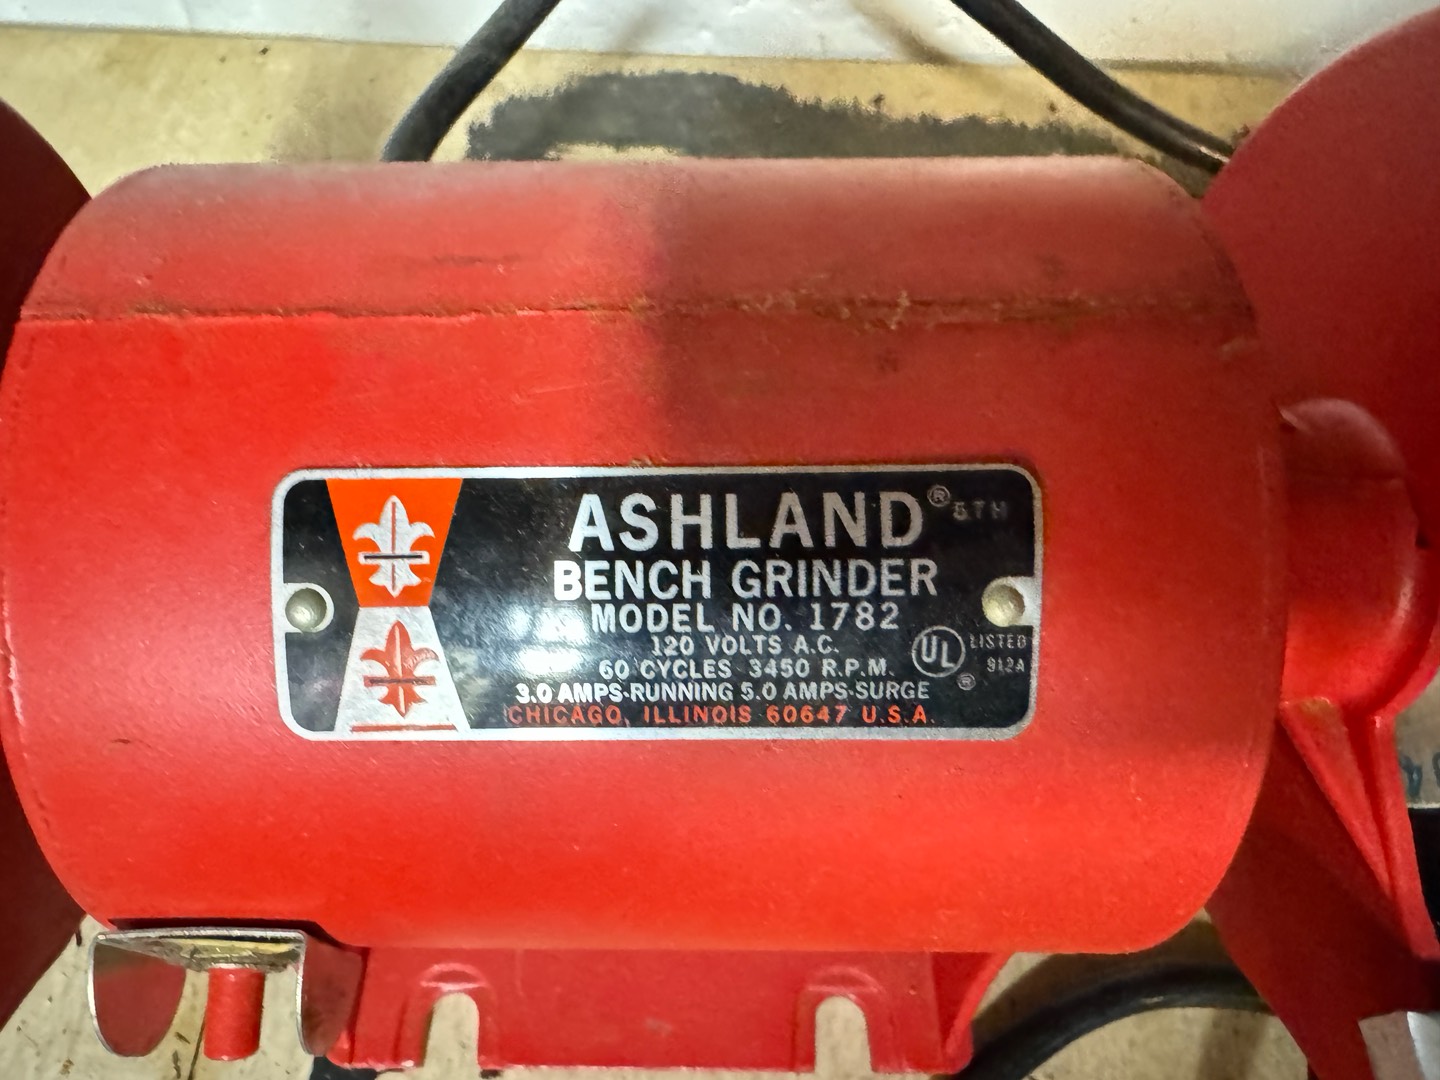 ASHLAND® 57H
BENCH GRINDER
MODEL NO. 1782
120 VOLTS A.C.
60 CYCLES 3450 R.P.M.
3.0 AMPS-RUNNING 5.0 AMPS-SURGE
CHICAGO, ILLINOIS 60647 U.S.A.
UL® LISTED
912A